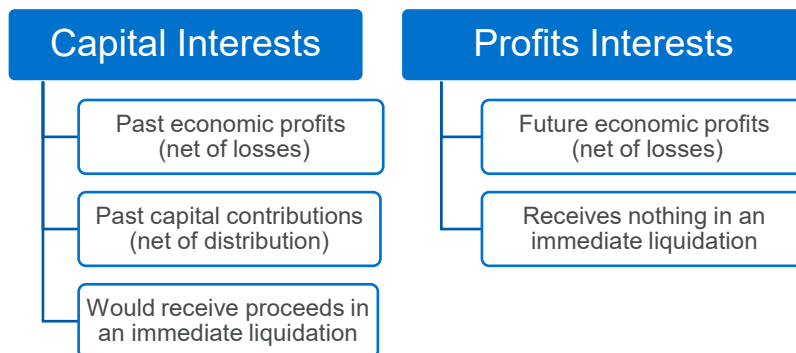 Capital Interests
Past economic profits
(net of losses)
Past capital contributions
(net of distribution)
Would receive proceeds in
an immediate liquidation
Profits Interests
Future economic profits
(net of losses)
Receives nothing in an
immediate liquidation